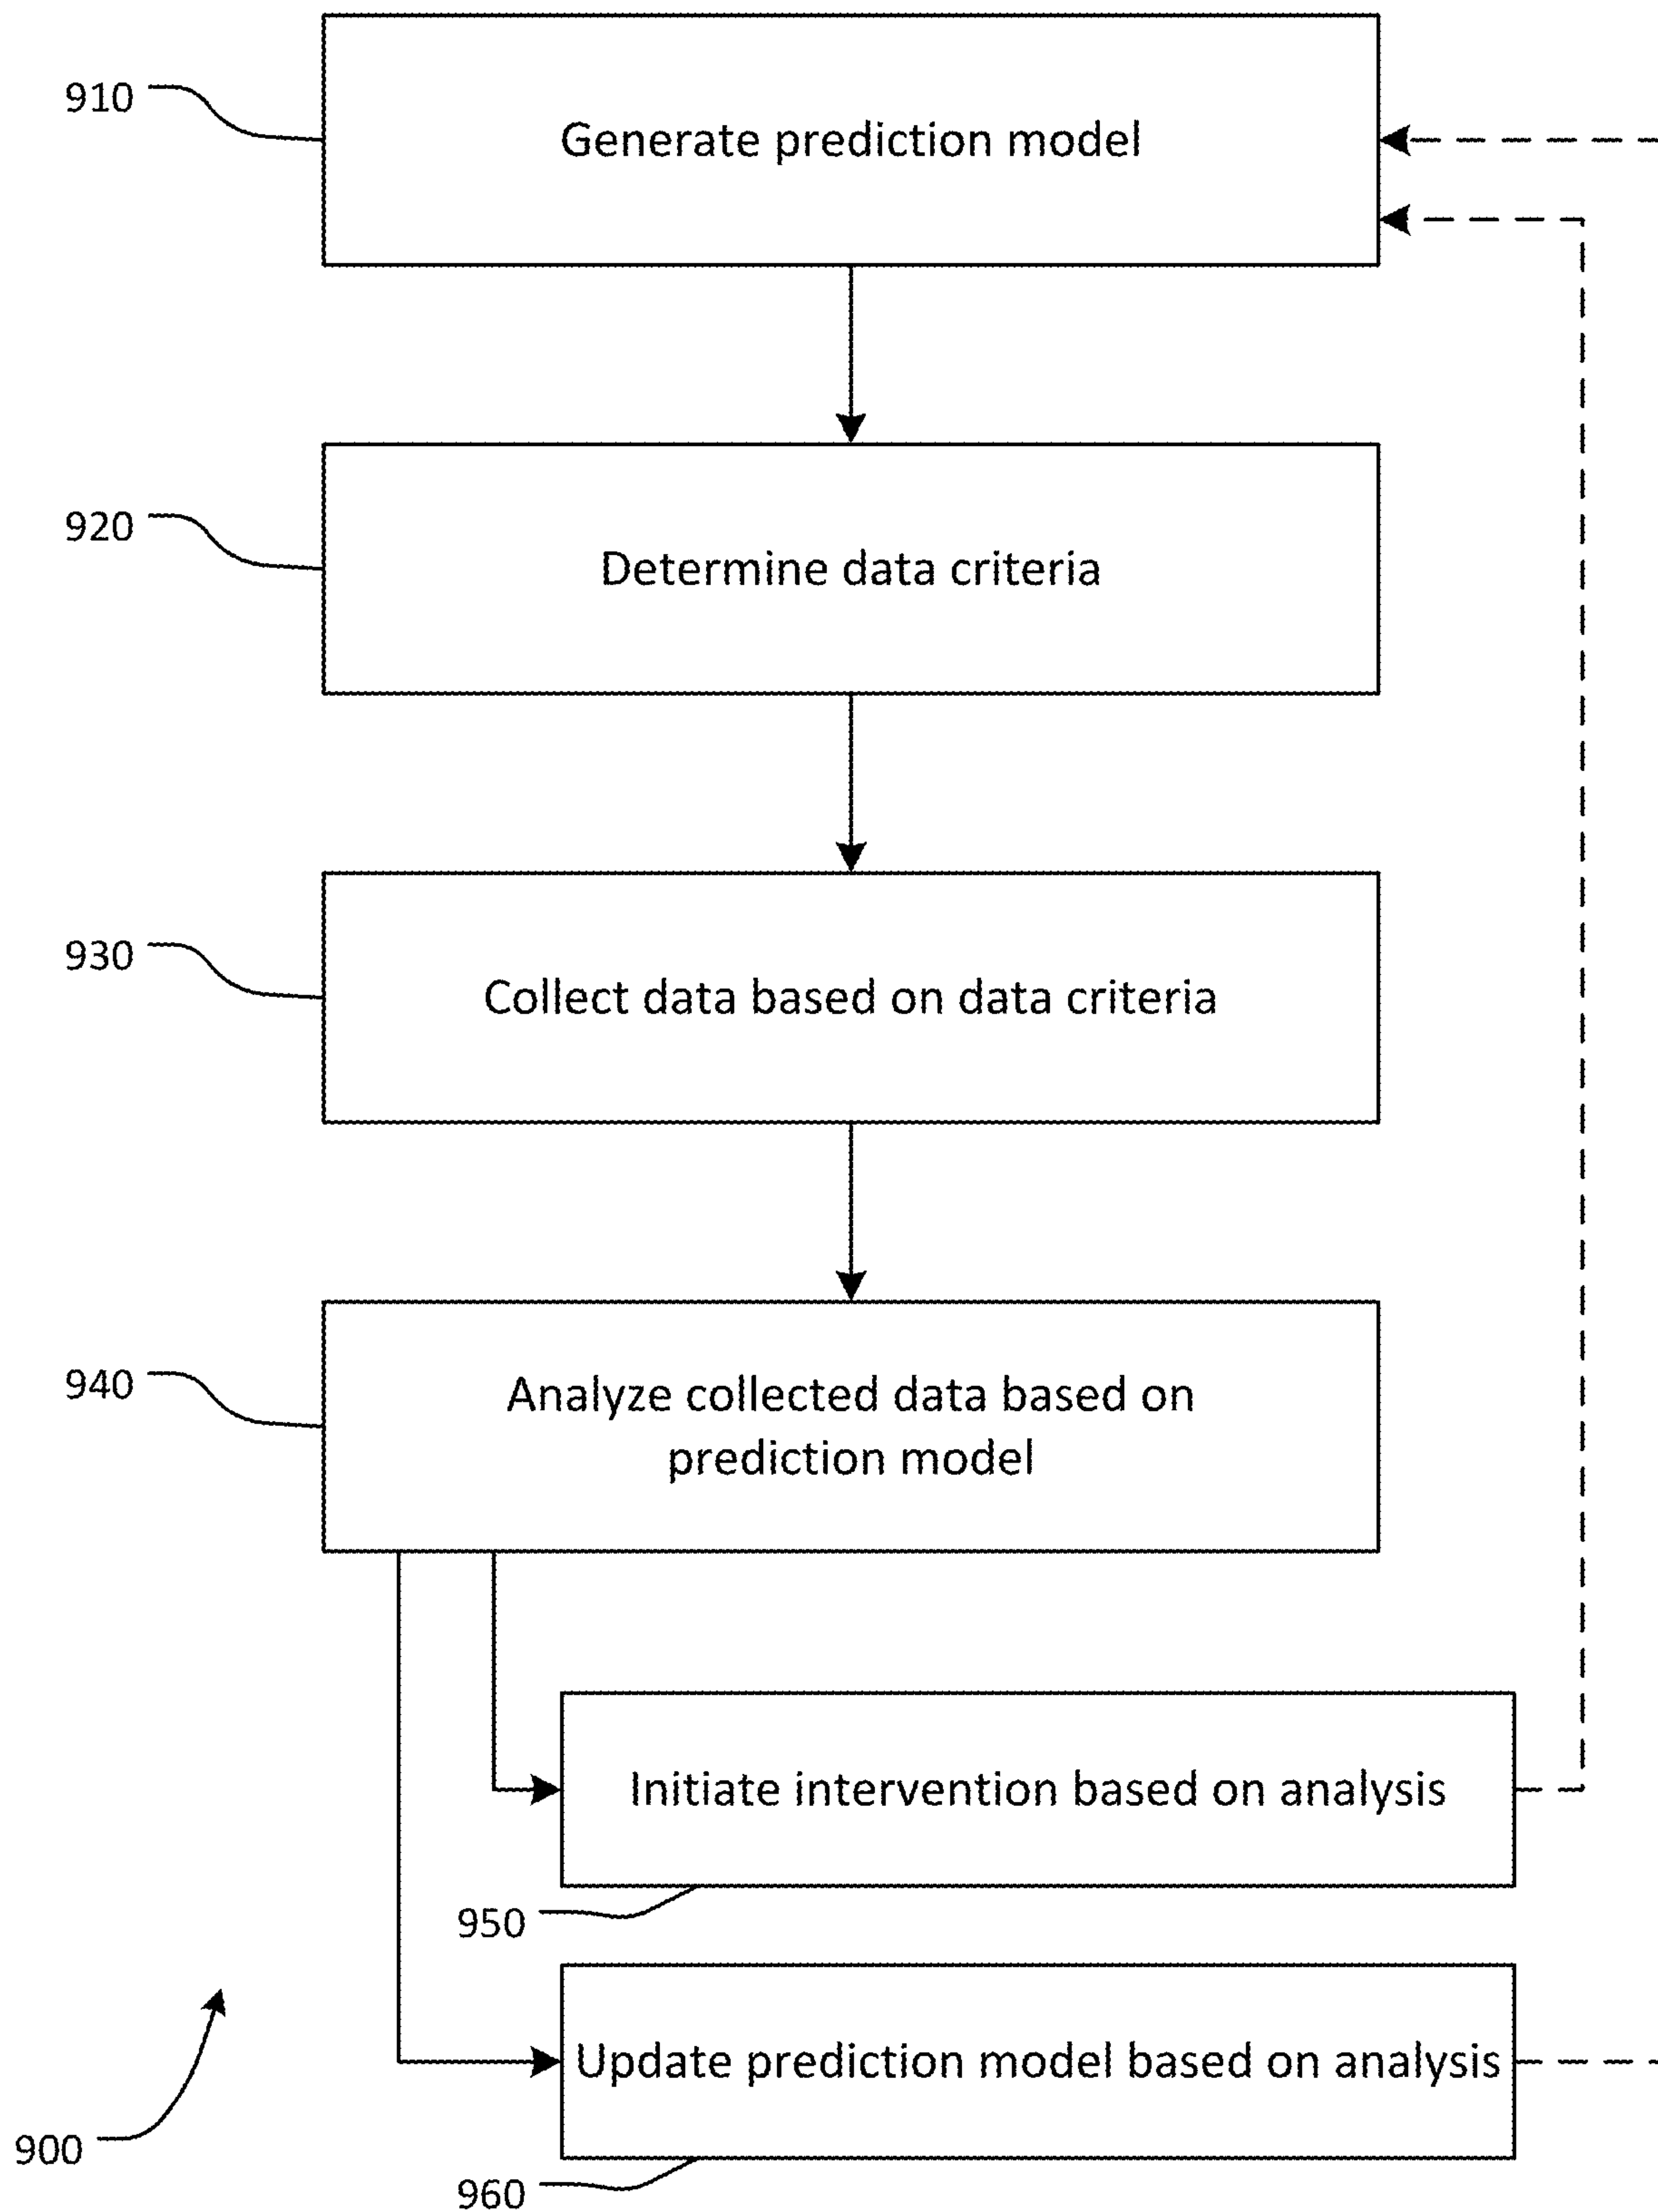 910
Generate prediction model
920
Determine data criteria
930
Collect data based on data criteria
940
Analyze collected data based on
prediction model
Initiate intervention based on analysis
950
Update prediction model based on analysis
900
960